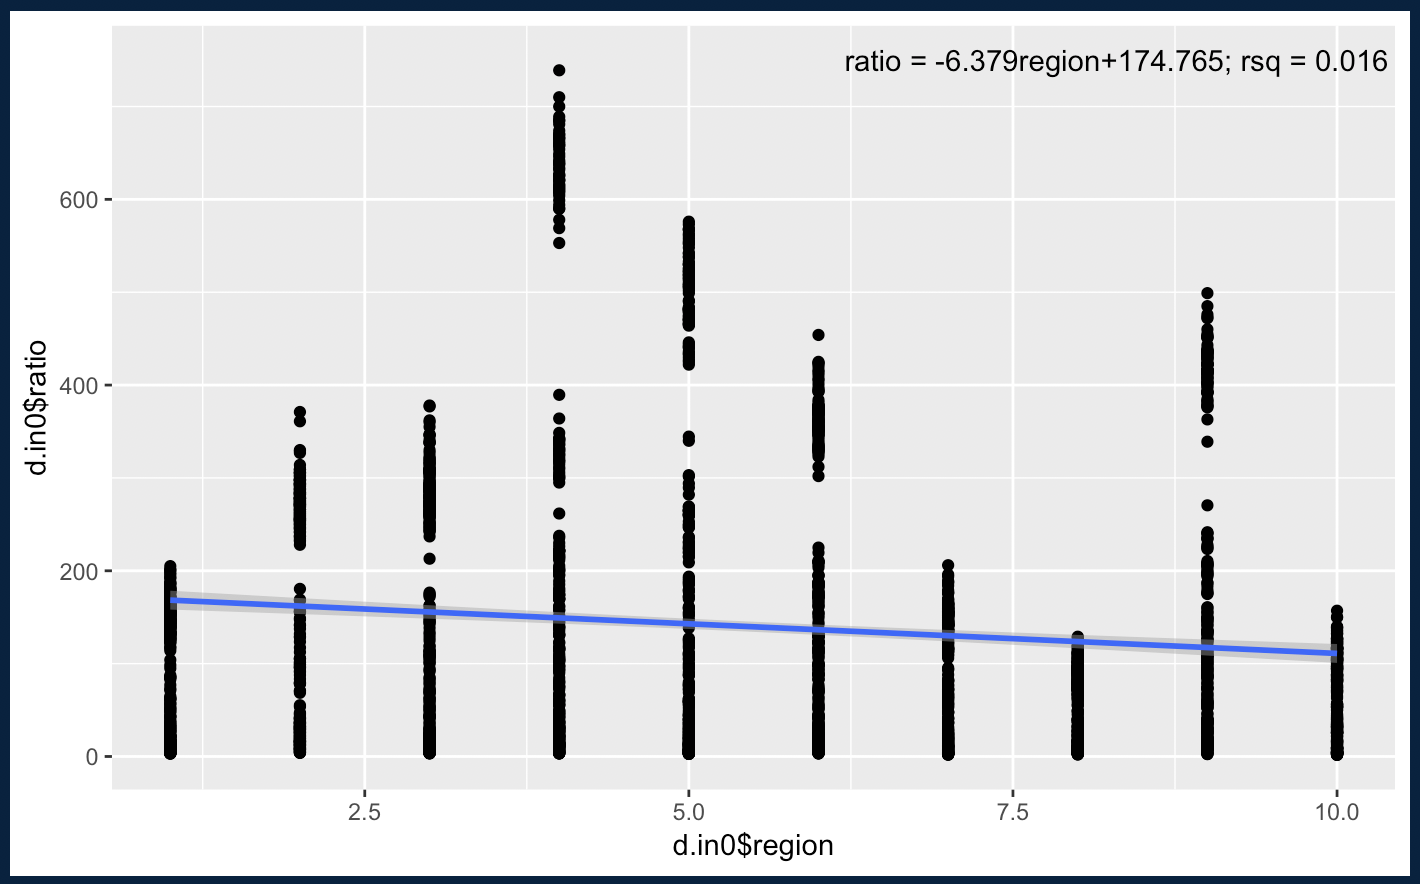 ratio = -6.379region+174.765; rsq = 0.016
600
400
200
0
d.in0$ratio
2.5
5.0
7.5
10.0
d.in0$region